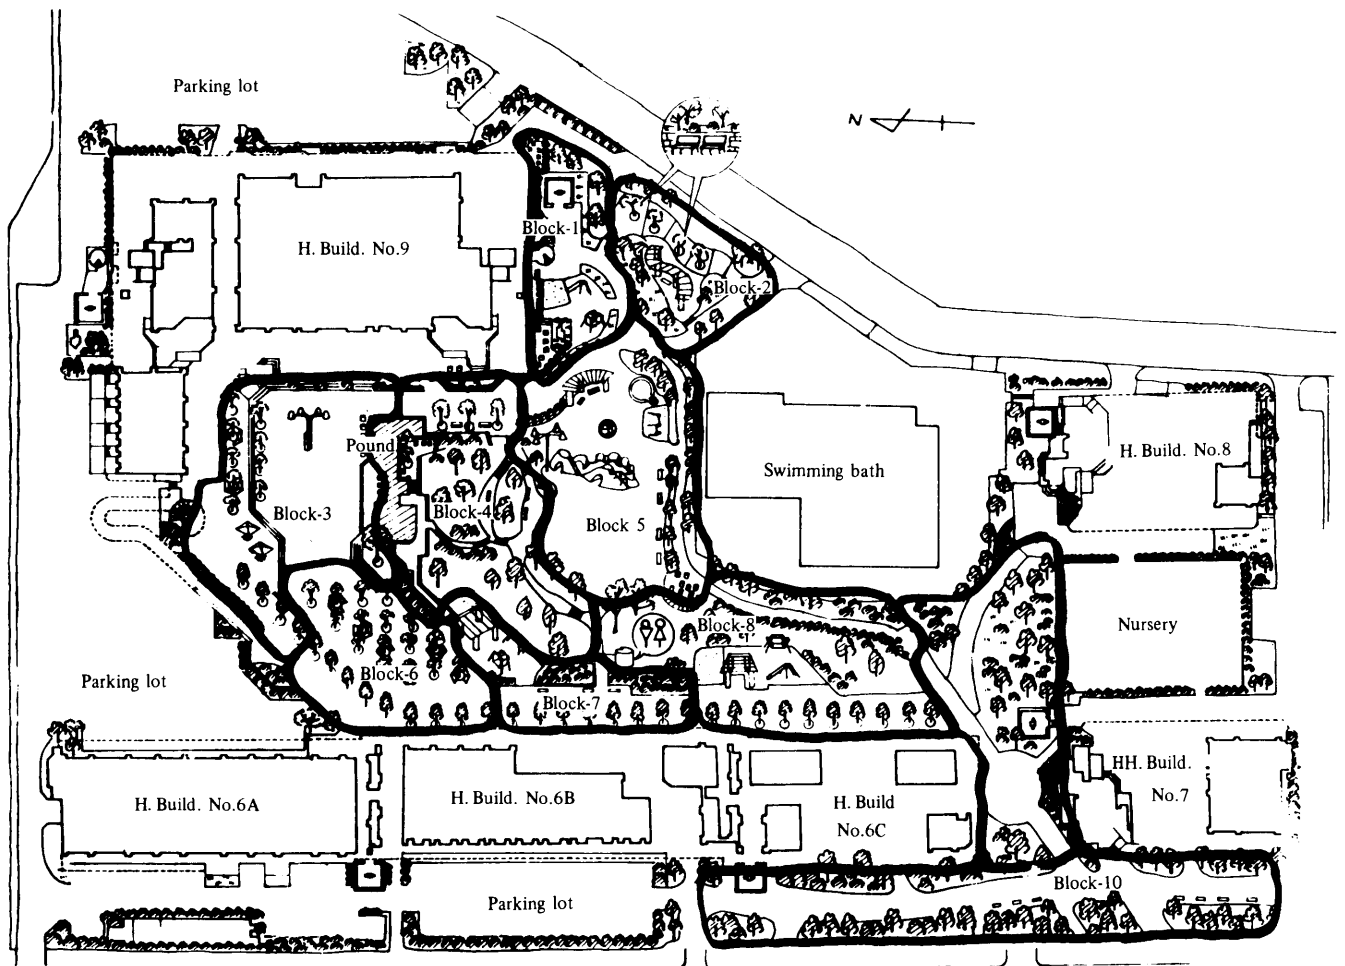 Parking lot
N
H. Build. No.9
Block-1
Block-2
Pound
Block-3
Block-4
Block 5
Swimming bath
H. Build. No.8
Nursery
Block-8
Block-6
Block-7
Parking lot
H. Build. No.6A
H. Build. No.6B
H. Build
No.6C
HH. Build.
No.7
Block-10
Parking lot